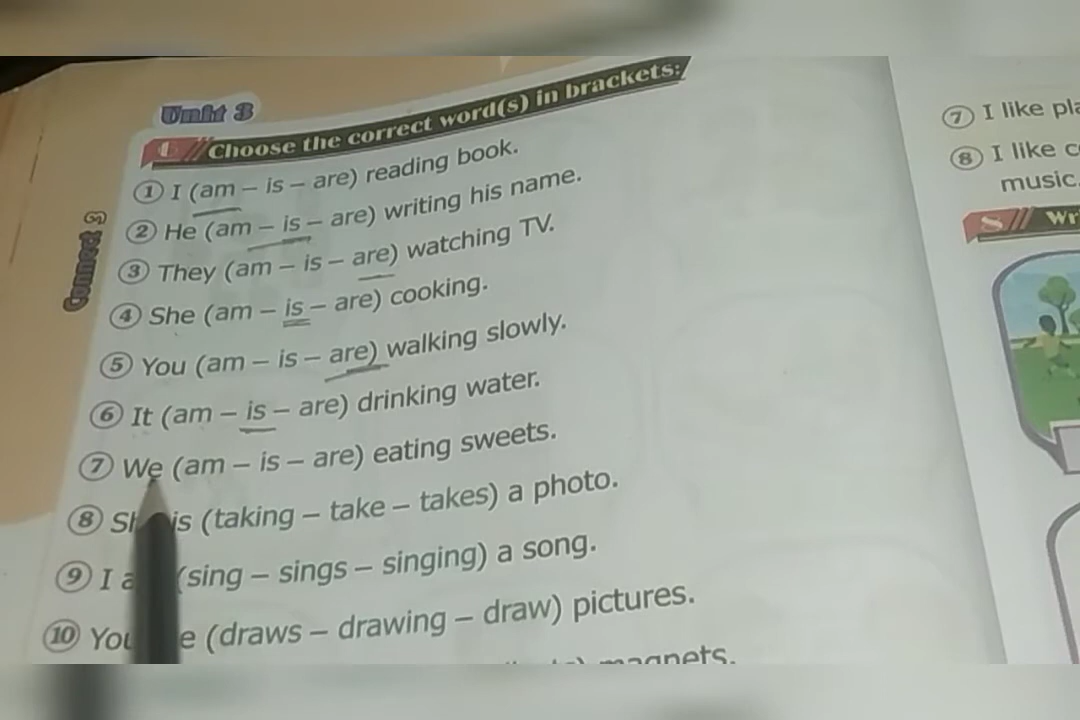 Unit 3
1 Choose the correct word(s) in brackets:
① I (am – is – are) reading book.
② He (am – is – are) writing his name.
③ They (am – is – are) watching TV.
④ She (am – is – are) cooking.
⑤ You (am – is – are) walking slowly.
⑥ It (am – is – are) drinking water.
⑦ We (am – is – are) eating sweets.
⑧ is (taking – take – takes) a photo.
⑨ I (sing – sings – singing) a song.
⑩ (draws – drawing – draw) pictures.
magnets.
Connect 3
⑦ I like
⑧ I like
music.
8